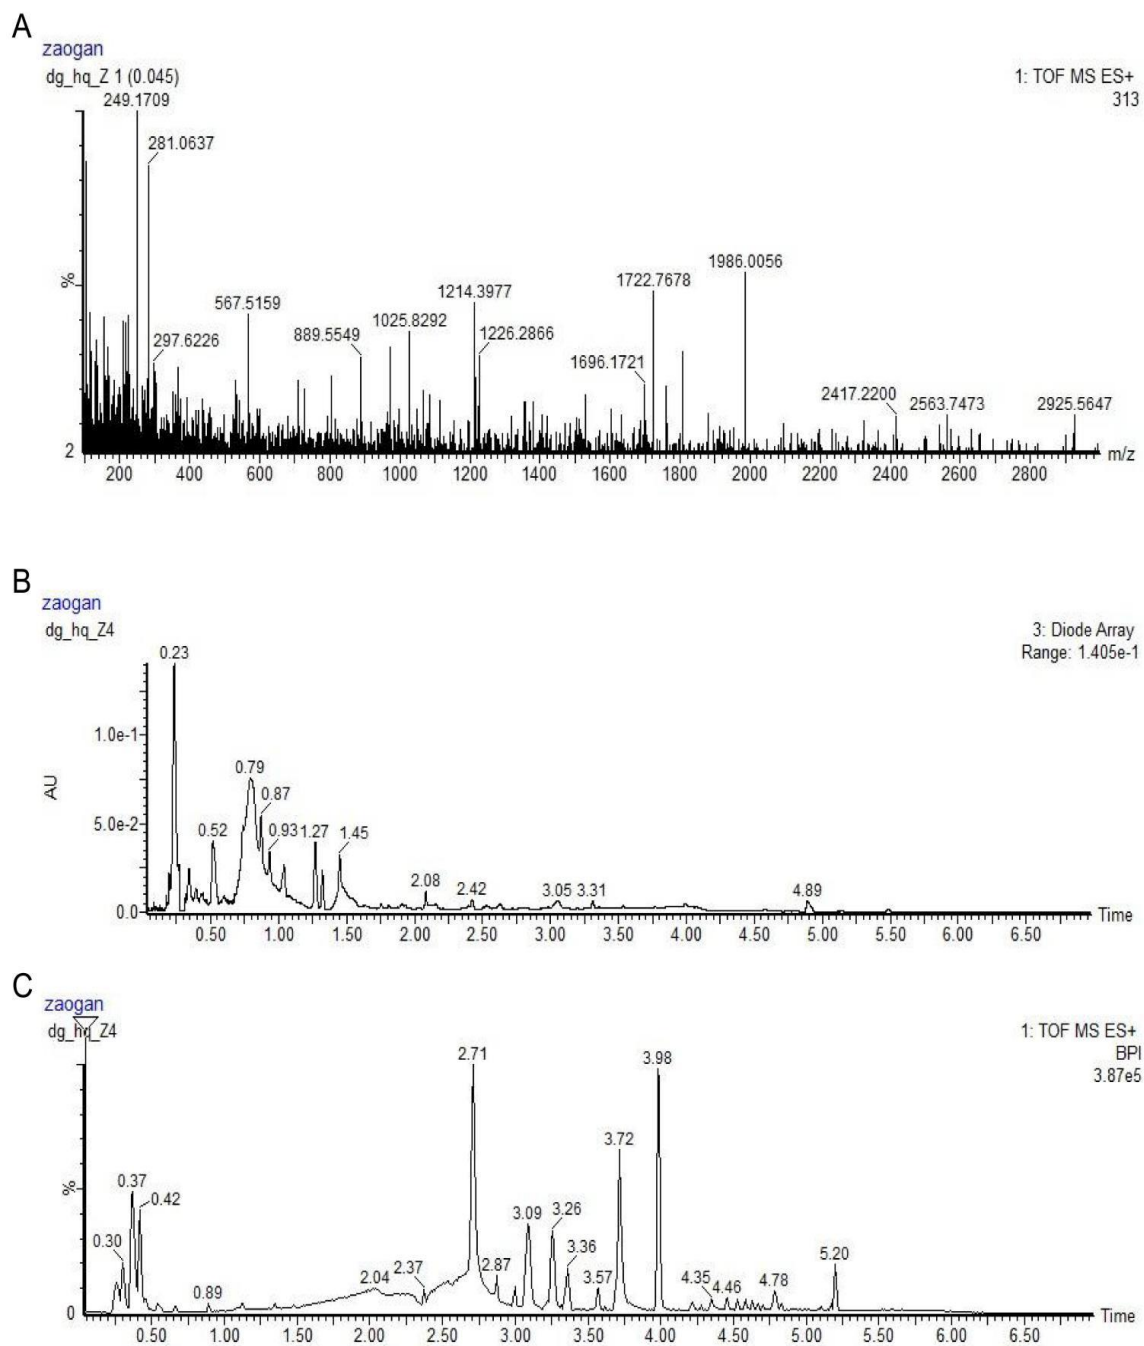 A
zaogan
dg_hq_Z 1 (0.045)
1: TOF MS ES+
313
249.1709
281.0637
1986.0056
1722.7678
1214.3977
567.5159
1025.8292
1226.2866
889.5549
297.6226
1696.1721
2417.2200
2563.7473
2925.5647
%
2
200 400 600 800 1000 1200 1400 1600 1800 2000 2200 2400 2600 2800
m/z
B
zaogan
dg_hq_Z4
3: Diode Array
Range: 1.405e-1
0.23
1.0e-1
0.79
0.87
AU
5.0e-2
0.52
0.93
1.27
1.45
2.08
2.42
3.05
3.31
4.89
0.0
Time
0.50 1.00 1.50 2.00 2.50 3.00 3.50 4.00 4.50 5.00 5.50 6.00 6.50
C
zaogan
dg_hq_Z4
1: TOF MS ES+
BPI
3.87e5
2.71
3.98
3.72
0.37
0.42
%
3.09
3.26
0.30
3.36
2.87
5.20
2.37
2.04
3.57
4.35
4.46
4.78
0.89
0
Time
0.50 1.00 1.50 2.00 2.50 3.00 3.50 4.00 4.50 5.00 5.50 6.00 6.50